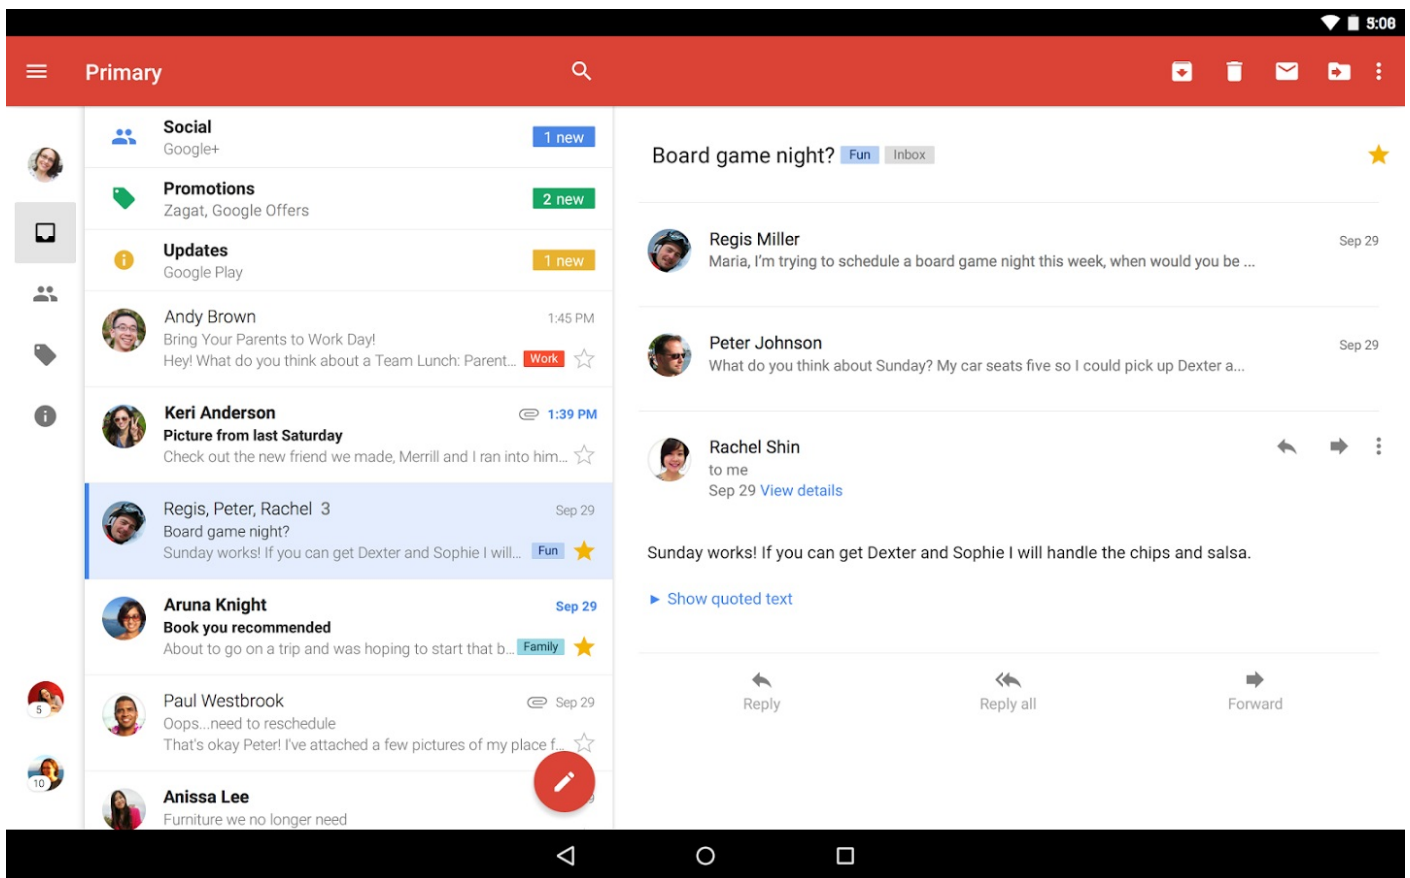 5:00
Primary
Social
Google+
1 new
Promotions
Zagat, Google Offers
2 new
Updates
Google Play
1 new
Andy Brown
1:45 PM
Bring Your Parents to Work Day!
Hey! What do you think about a Team Lunch: Parent...
Work
Keri Anderson
1:39 PM
Picture from last Saturday
Check out the new friend we made, Merrill and I ran into him...
Regis, Peter, Rachel 3
Sep 29
Board game night?
Sunday works! If you can get Dexter and Sophie I will...
Fun
Aruna Knight
Sep 29
Book you recommended
About to go on a trip and was hoping to start that b...
Family
Paul Westbrook
Sep 29
Oops...need to reschedule
That's okay Peter! I've attached a few pictures of my place f...
Anissa Lee
Furniture we no longer need
5
10
Board game night?
Fun
Inbox
Regis Miller
Sep 29
Maria, I'm trying to schedule a board game night this week, when would you be ...
Peter Johnson
Sep 29
What do you think about Sunday? My car seats five so I could pick up Dexter a...
Rachel Shin
to me
Sep 29 View details
Sunday works! If you can get Dexter and Sophie I will handle the chips and salsa.
Show quoted text
Reply
Reply all
Forward